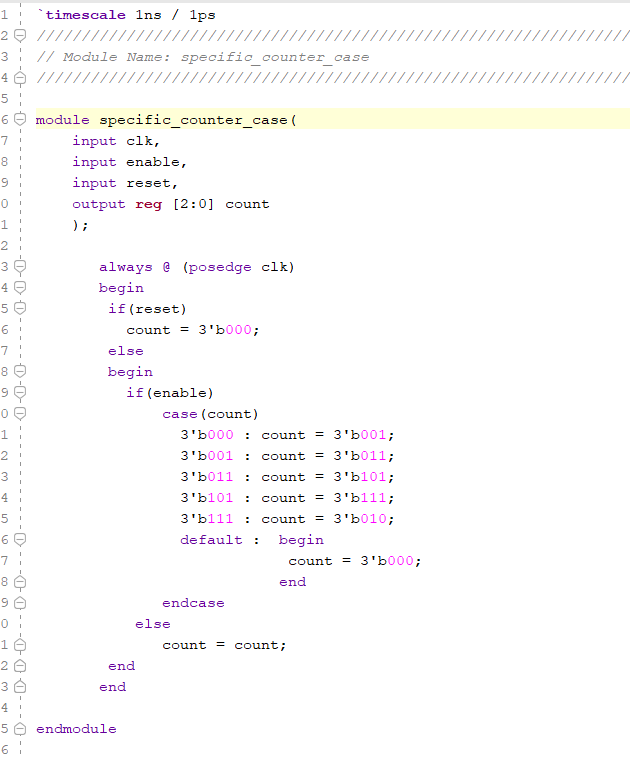 1 `timescale 1ns / 1ps
2 //////////////////////////////////////////////////////////////////
3 // Module Name: specific_counter_case
4 //////////////////////////////////////////////////////////////////
5
6 module specific_counter_case(
7     input clk,
8     input enable,
9     input reset,
0     output reg [2:0] count
1     );
2
3        always @ (posedge clk)
4        begin
5         if(reset)
6           count = 3'b000;
7         else
8         begin
9           if(enable)
0               case(count)
1                 3'b000 : count = 3'b001;
2                 3'b001 : count = 3'b011;
3                 3'b011 : count = 3'b101;
4                 3'b101 : count = 3'b111;
5                 3'b111 : count = 3'b010;
6                 default :  begin
7                             count = 3'b000;
8                            end
9               endcase
0            else
1               count = count;
2         end
3        end
4
5 endmodule
6